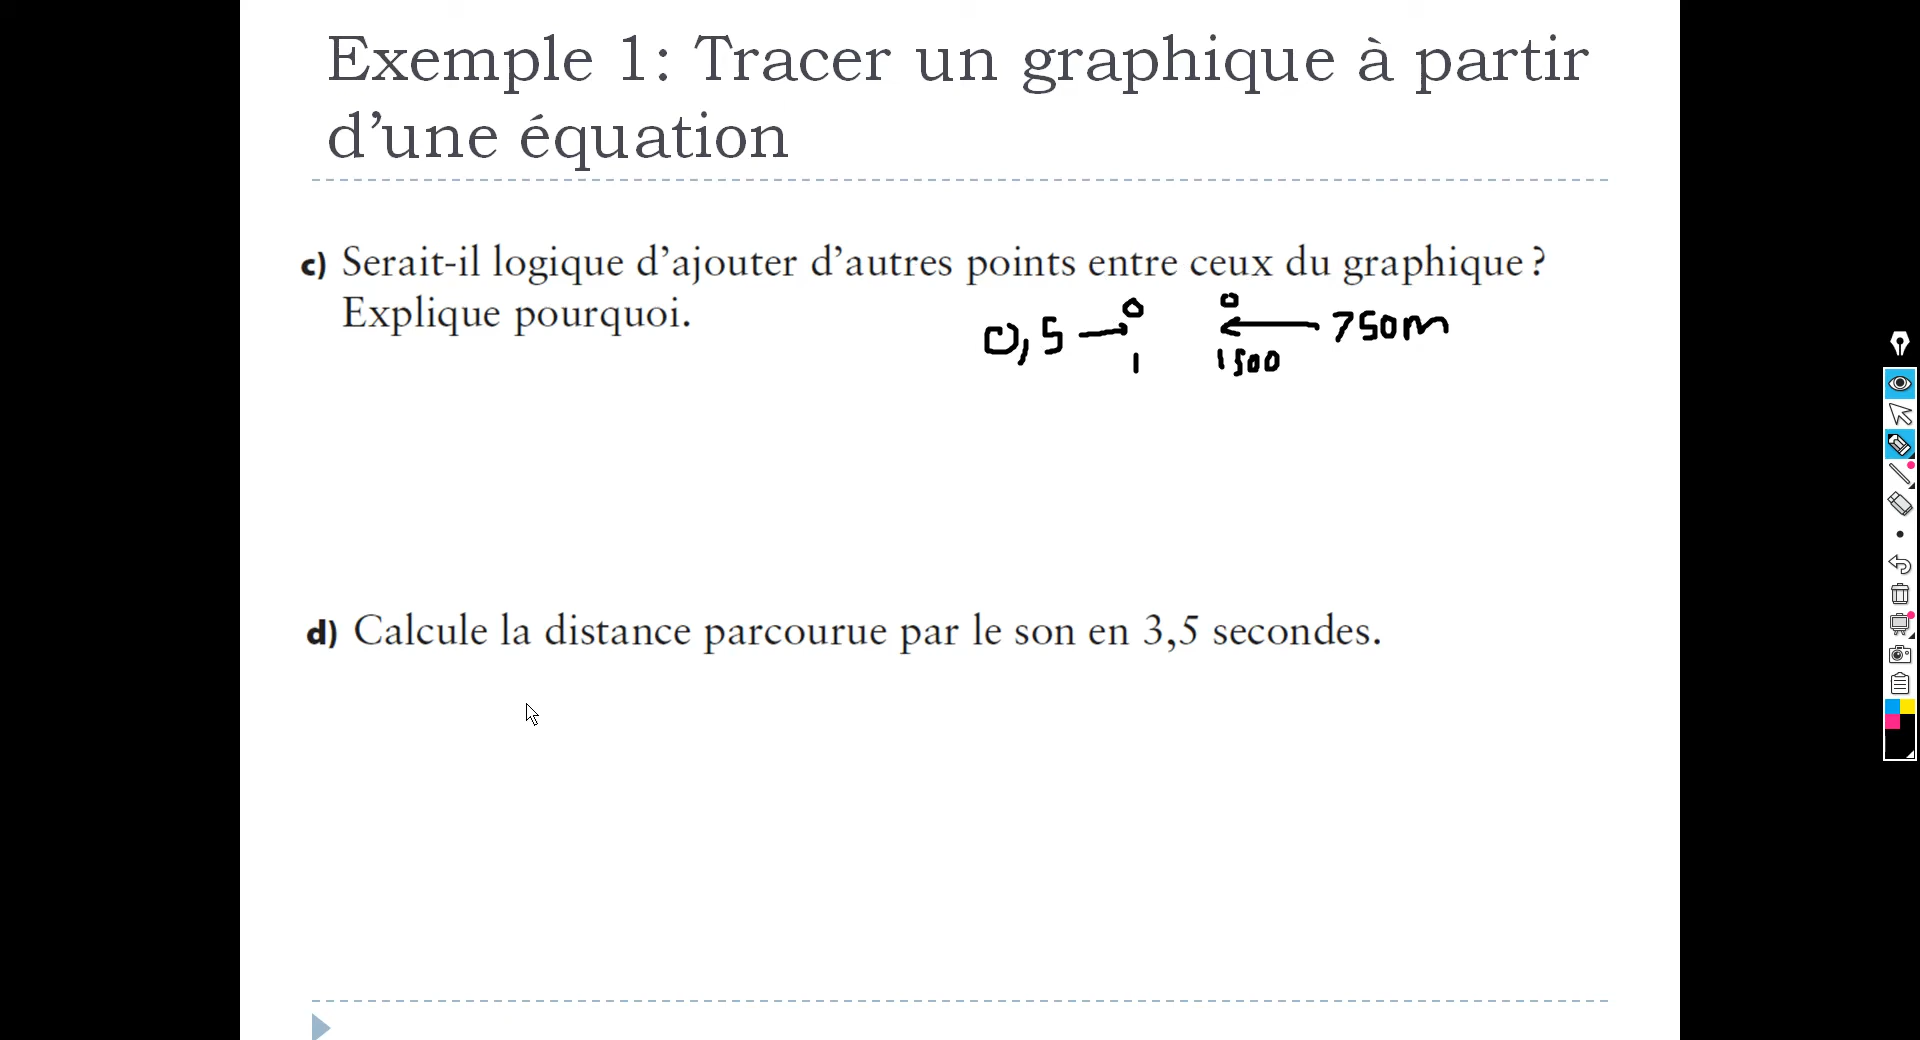 Exemple 1: Tracer un graphique à partir
d’une équation
c) Serait-il logique d’ajouter d’autres points entre ceux du graphique ?
Explique pourquoi.
0 0
0,5 750m
1 1500
d) Calcule la distance parcourue par le son en 3,5 secondes.